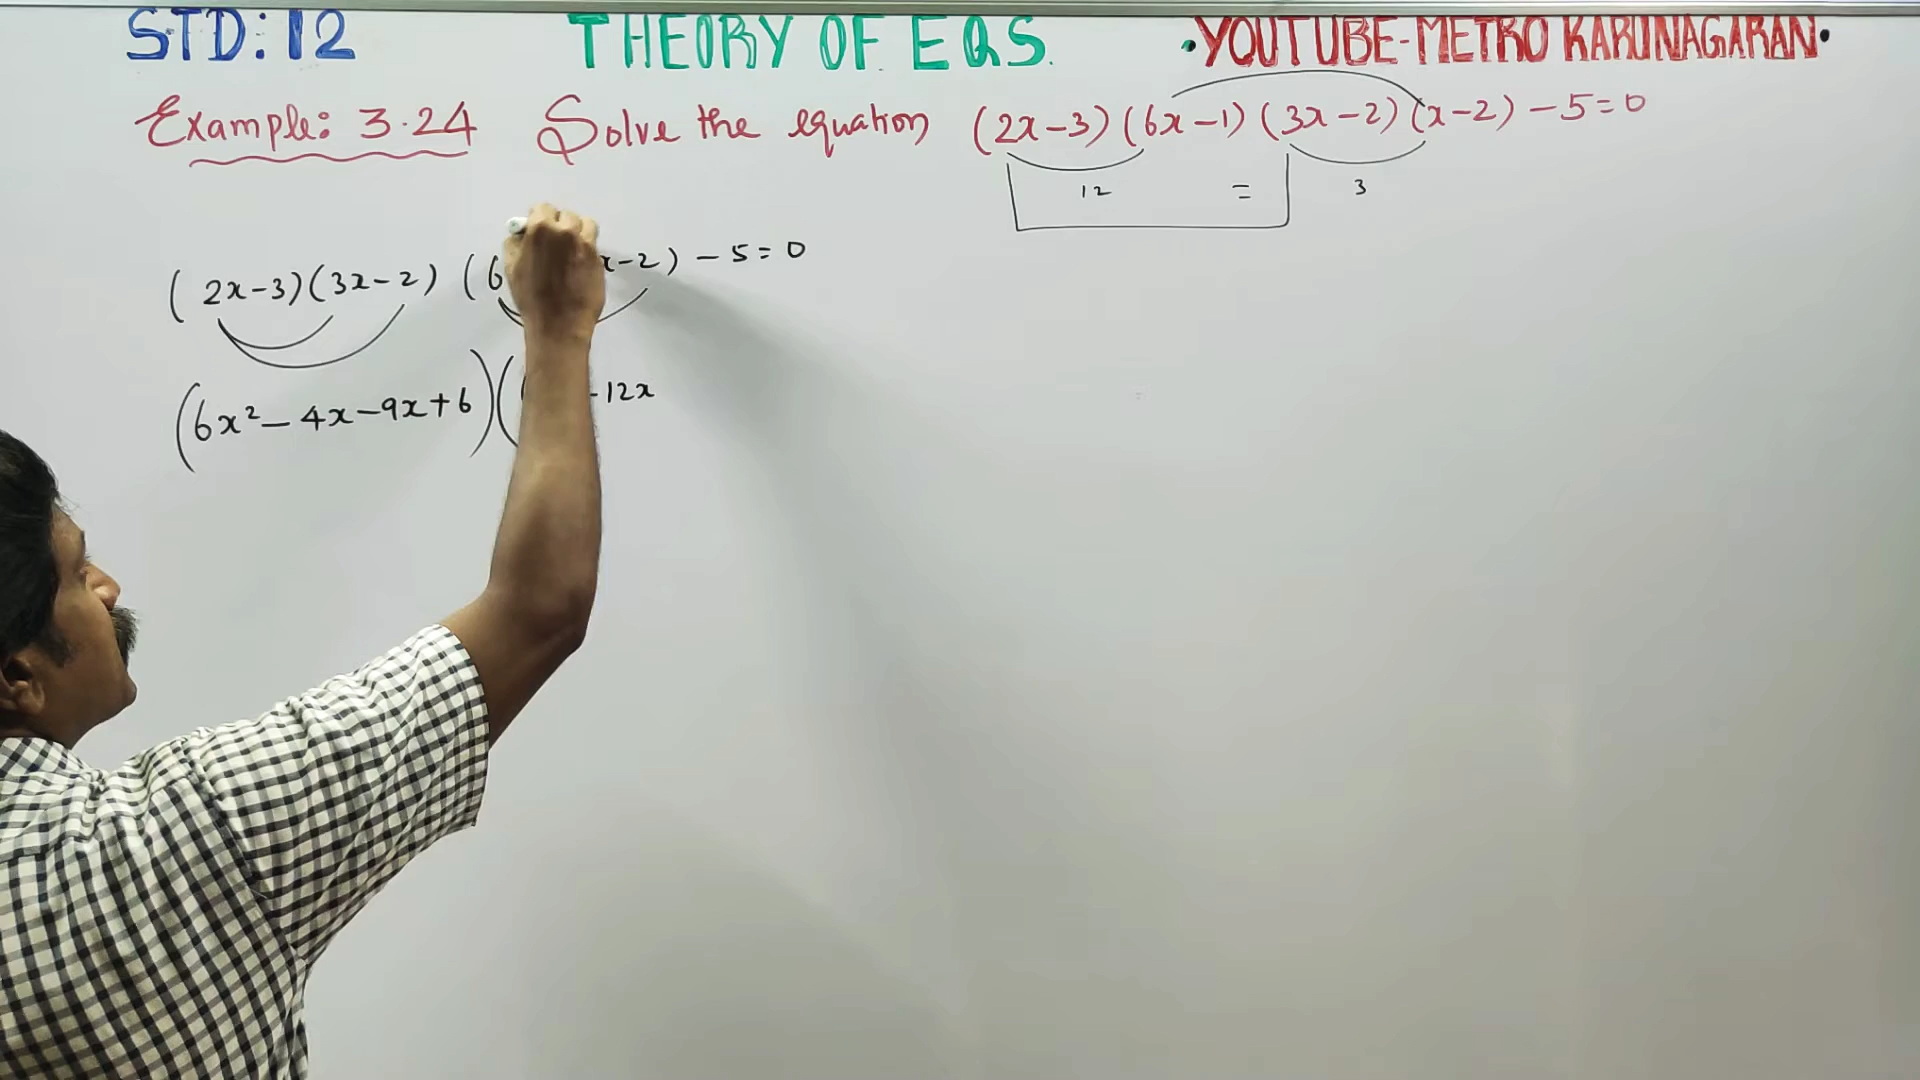 STD: 12 THEORY OF EQS. •YOUTUBE-METRO KARUNAGARAN•
Example: 3.24 Solve the equation (2x-3)(6x-1)(3x-2)(x-2)-5=0
12 = 3
(2x-3)(3x-2) (6 x-2) - 5 = 0
(6x²-4x-9x+6)( -12x